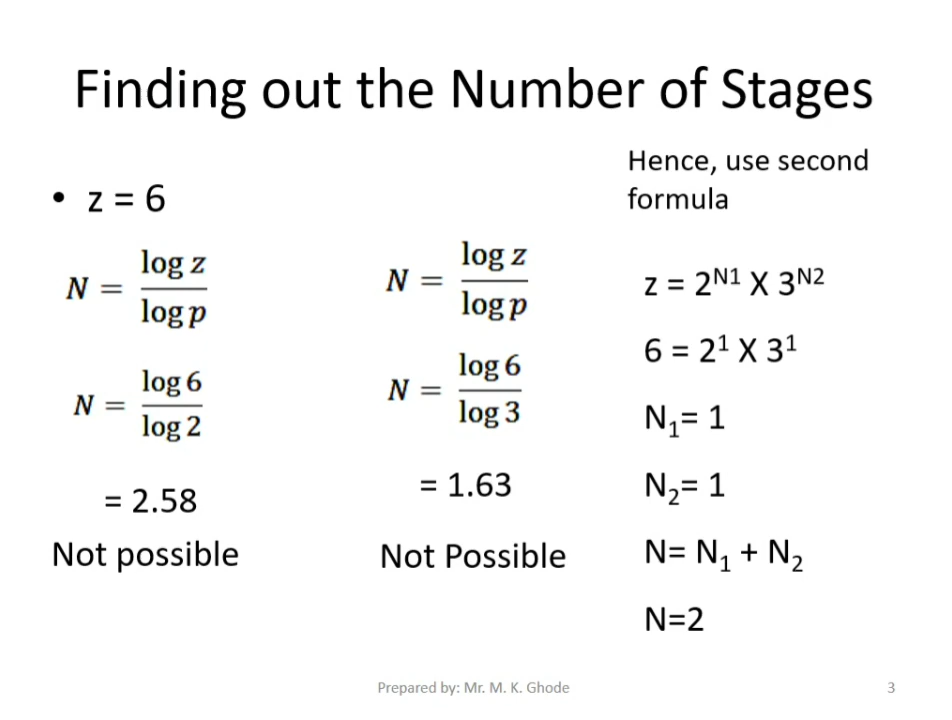 Finding out the Number of Stages
• z = 6
N = log z / log p
N = log 6 / log 2
= 2.58
Not possible
N = log z / log p
N = log 6 / log 3
= 1.63
Not Possible
Hence, use second
formula
z = 2^N1 X 3^N2
6 = 2^1 X 3^1
N₁= 1
N₂= 1
N= N₁ + N₂
N=2
Prepared by: Mr. M. K. Ghode
3